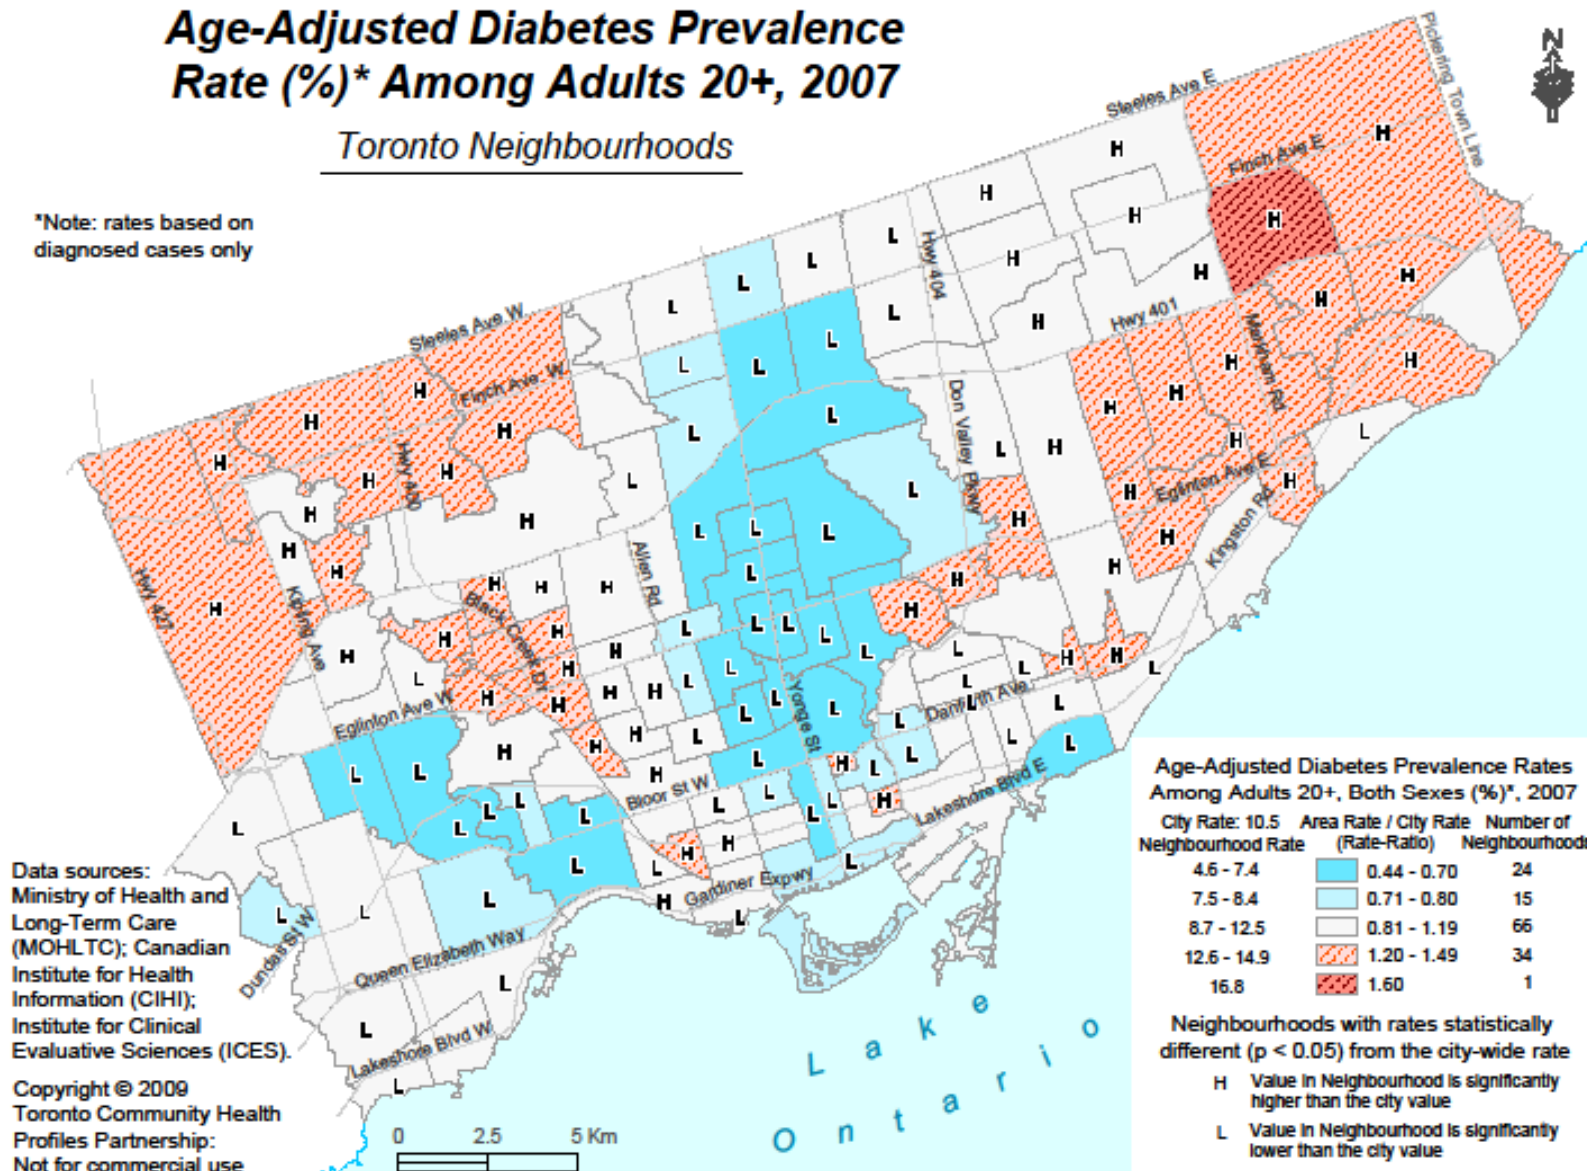 Age-Adjusted Diabetes Prevalence
Rate (%)* Among Adults 20+, 2007
Toronto Neighbourhoods
*Note: rates based on
diagnosed cases only
N
Pickering Town Line
Steeles Ave E
Finch Ave E
Hwy 404
Hwy 401
Markham Rd
Steeles Ave W
Finch Ave W
Don Valley Pkwy
Hwy 400
Eglinton Ave E
Kingston Rd
Allen Rd
Hwy 427
Kipling Ave
Black Creek Dr
Eglinton Ave W
Yonge St
Danforth Ave
Bloor St W
Lakeshore Blvd E
Gardiner Expwy
Dundas St W
Queen Elizabeth Way
Lakeshore Blvd W
Lake
Ontario
Data sources:
Ministry of Health and
Long-Term Care
(MOHLTC); Canadian
Institute for Health
Information (CIHI);
Institute for Clinical
Evaluative Sciences (ICES).
Copyright © 2009
Toronto Community Health
Profiles Partnership:
Not for commercial use
0 2.5 5 Km
Age-Adjusted Diabetes Prevalence Rates
Among Adults 20+, Both Sexes (%)*, 2007
City Rate: 10.5 Area Rate / City Rate Number of
Neighbourhood Rate (Rate-Ratio) Neighbourhoods
4.6 - 7.4 0.44 - 0.70 24
7.5 - 8.4 0.71 - 0.80 15
8.7 - 12.5 0.81 - 1.19 66
12.6 - 14.9 1.20 - 1.49 34
16.8 1.60 1
Neighbourhoods with rates statistically
different (p < 0.05) from the city-wide rate
H Value in Neighbourhood is significantly
higher than the city value
L Value in Neighbourhood is significantly
lower than the city value